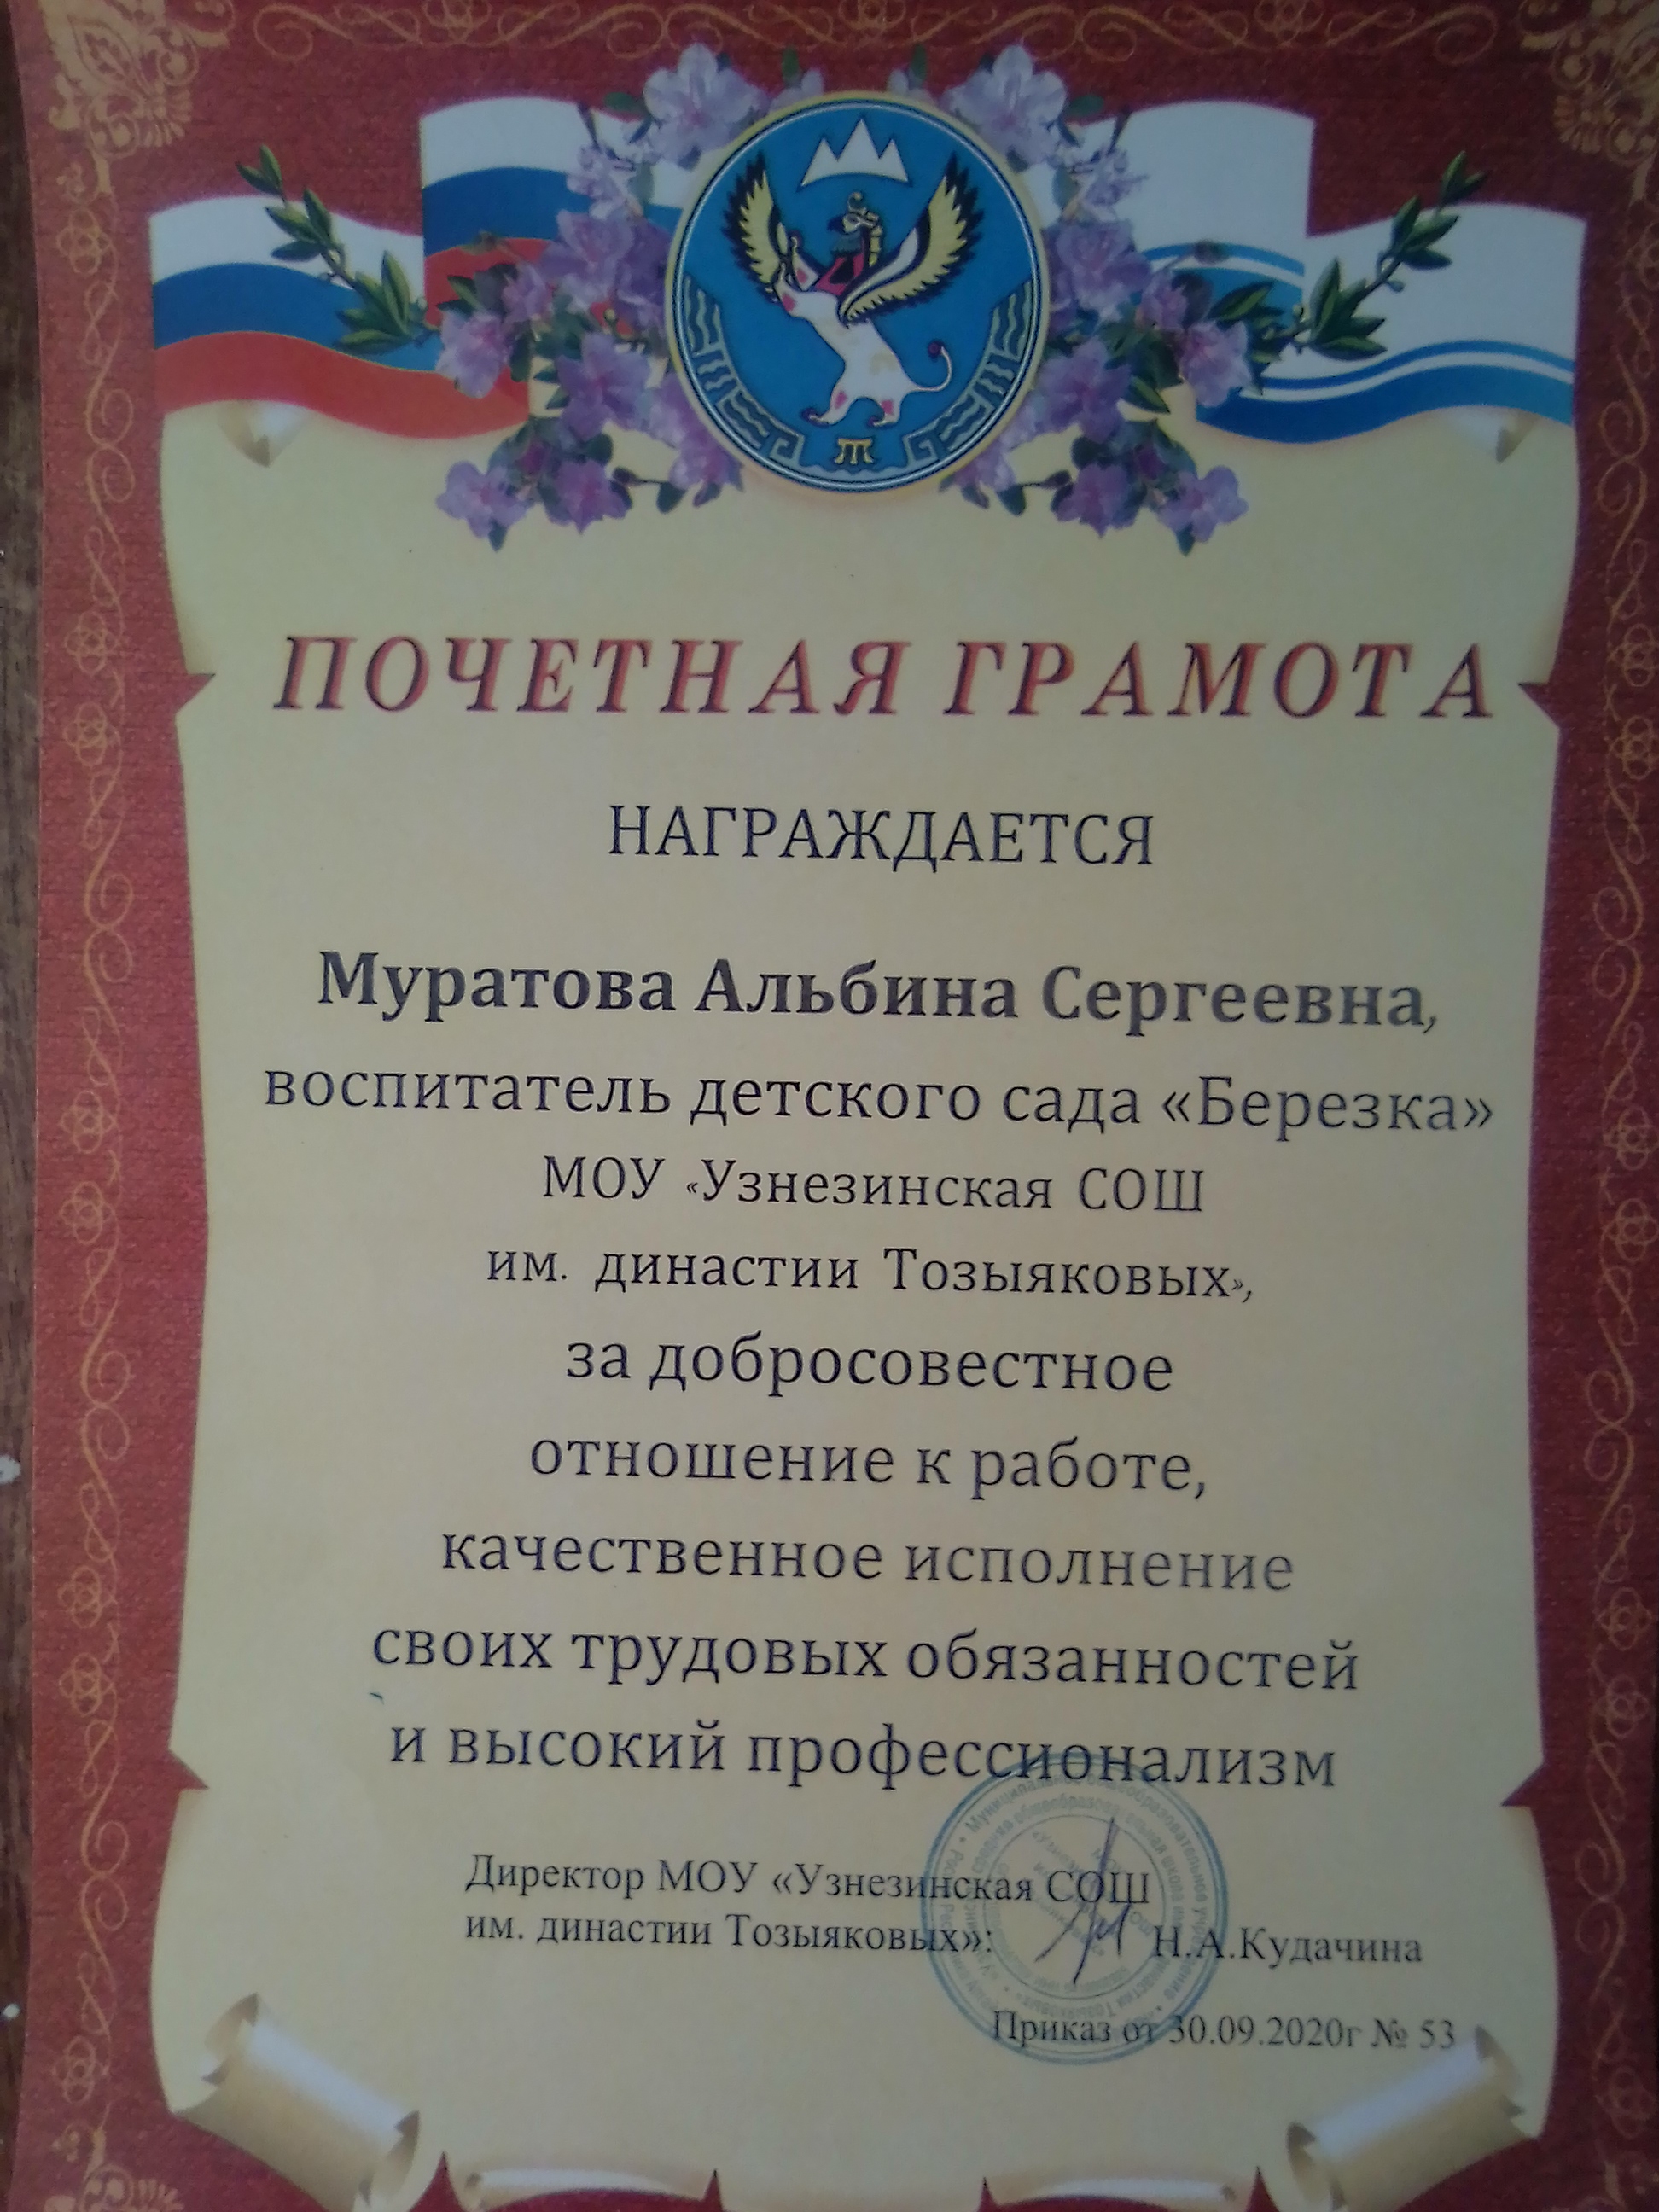 ПОЧЕТНАЯ ГРАМОТА
НАГРАЖДАЕТСЯ
Муратова Альбина Сергеевна,
воспитатель детского сада «Березка»
МОУ «Узнезинская СОШ
им. династии Тозыяковых»,
за добросовестное
отношение к работе,
качественное исполнение
своих трудовых обязанностей
и высокий профессионализм
Директор МОУ «Узнезинская СОШ
им. династии Тозыяковых»: Н.А.Кудачина
Приказ от 30.09.2020г № 53